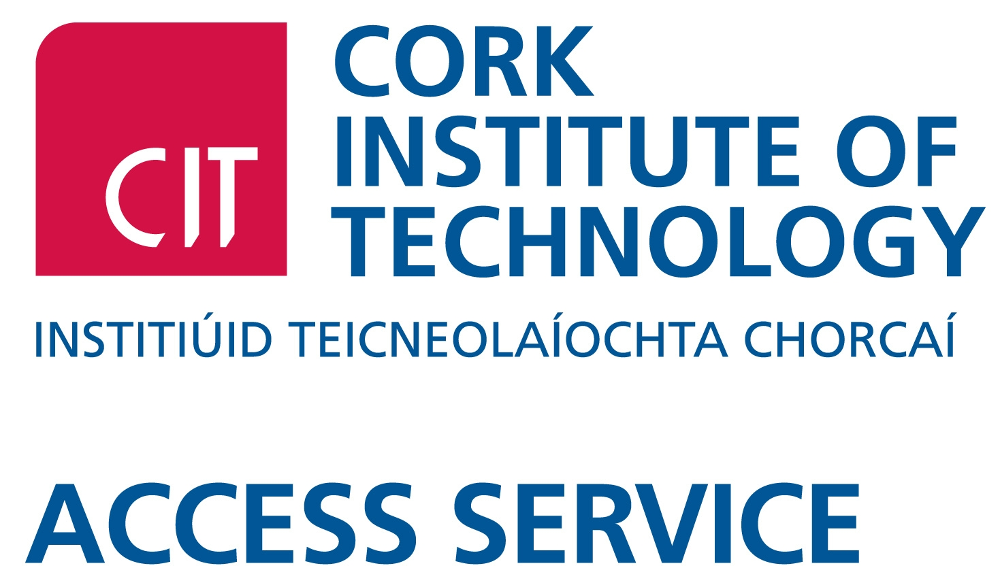 CIT
CORK
INSTITUTE OF
TECHNOLOGY
INSTITIÚID TEICNEOLAÍOCHTA CHORCAÍ
ACCESS SERVICE